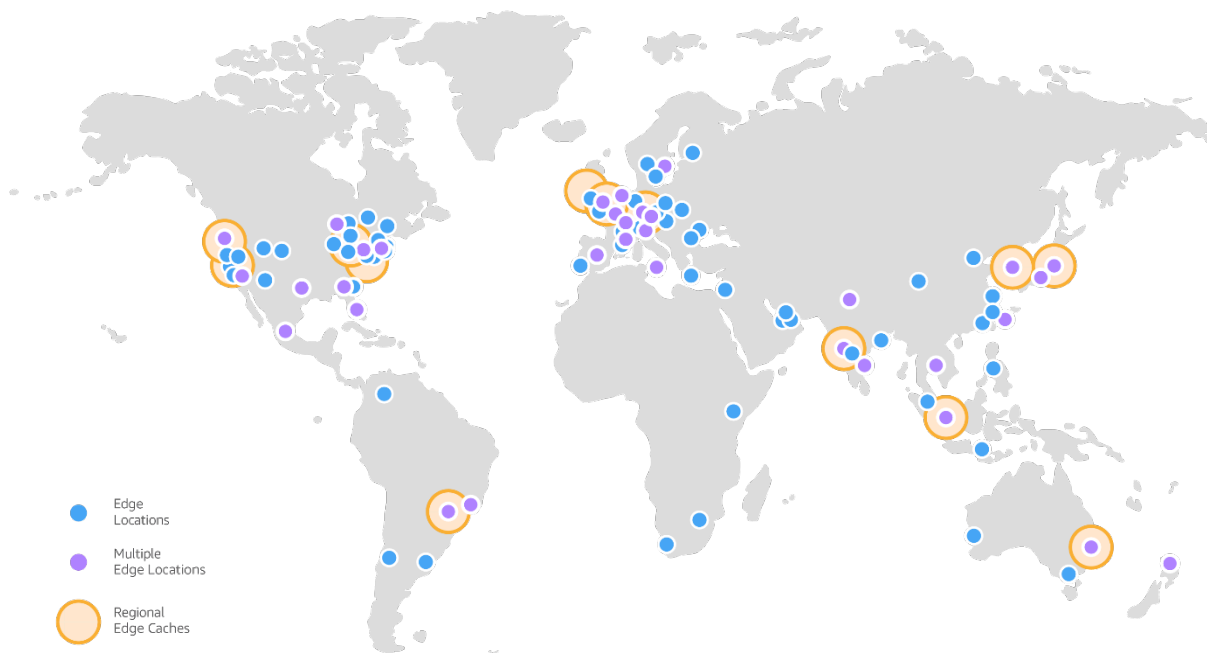 Edge
Locations
Multiple
Edge Locations
Regional
Edge Caches